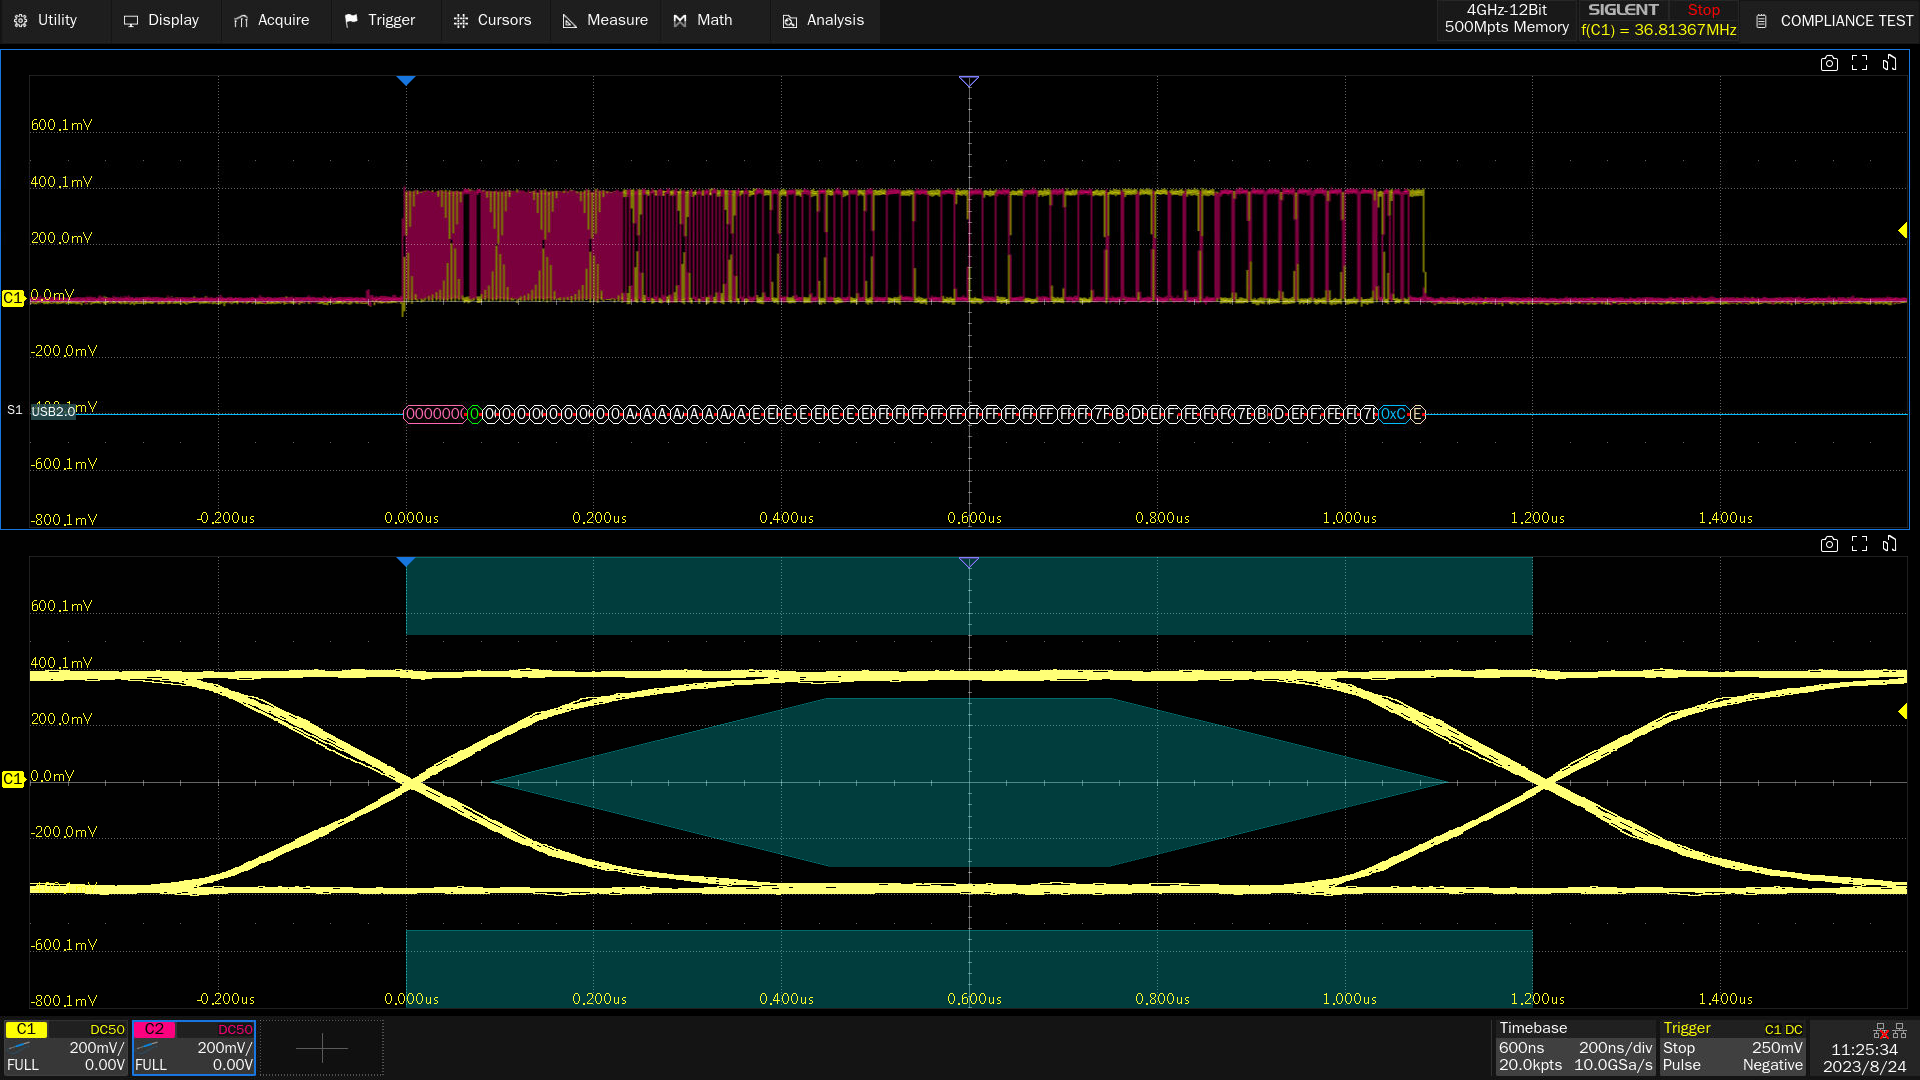 Utility
Display
Acquire
Trigger
Cursors
Measure
Math
Analysis
4GHz-12Bit
500Mpts Memory
SIGLENT
Stop
f(C1) = 36.81367MHz
COMPLIANCE TEST
600.1mV
400.1mV
200.0mV
C1
0.0mV
-200.0mV
S1
USB2.0
-600.1mV
-800.1mV
-0.200us
0.000us
0.200us
0.400us
0.600us
0.800us
1.000us
1.200us
1.400us
600.1mV
400.1mV
200.0mV
C1
0.0mV
-200.0mV
-600.1mV
-800.1mV
-0.200us
0.000us
0.200us
0.400us
0.600us
0.800us
1.000us
1.200us
1.400us
C1 DC50
200mV/
FULL 0.00V
C2 DC50
200mV/
FULL 0.00V
Timebase
600ns 200ns/div
20.0kpts 10.0GSa/s
Trigger C1 DC
Stop 250mV
Pulse Negative
11:25:34
2023/8/24